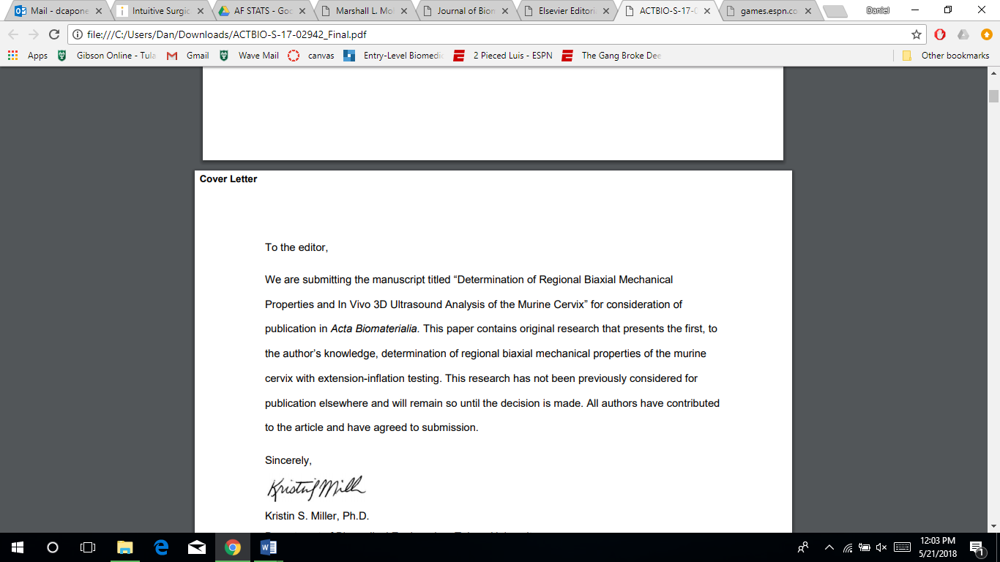 Mail - dcapone
Intuitive Surgic
AF STATS - Goo
Marshall L. Mo
Journal of Bion
Elsevier Editori
ACTBIO-S-17-0
games.espn.co
Daniel
file:///C:/Users/Dan/Downloads/ACTBIO-S-17-02942_Final.pdf
Apps
Gibson Online - Tula
Gmail
Wave Mail
canvas
Entry-Level Biomedic
2 Pieced Luis - ESPN
The Gang Broke Dee
Other bookmarks
Cover Letter
To the editor,
We are submitting the manuscript titled “Determination of Regional Biaxial Mechanical
Properties and In Vivo 3D Ultrasound Analysis of the Murine Cervix” for consideration of
publication in Acta Biomaterialia. This paper contains original research that presents the first, to
the author’s knowledge, determination of regional biaxial mechanical properties of the murine
cervix with extension-inflation testing. This research has not been previously considered for
publication elsewhere and will remain so until the decision is made. All authors have contributed
to the article and have agreed to submission.
Sincerely,
Kristin S. Miller, Ph.D.
12:03 PM
5/21/2018
1